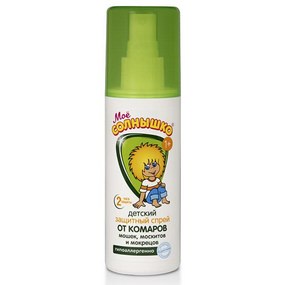 Моё
СОЛНЫШКО
2
детский
защитный спрей
ОТ КОМАРОВ
мошек, москитов
и мокрецов
гипоаллергенно